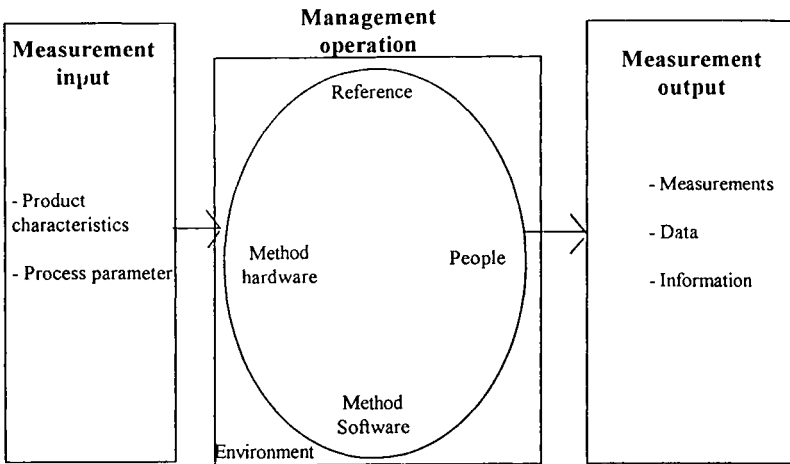 Measurement
input
- Product
characteristics
- Process parameter
Management
operation
Reference
Method
hardware
People
Method
Software
Environment
Measurement
output
- Measurements
- Data
- Information